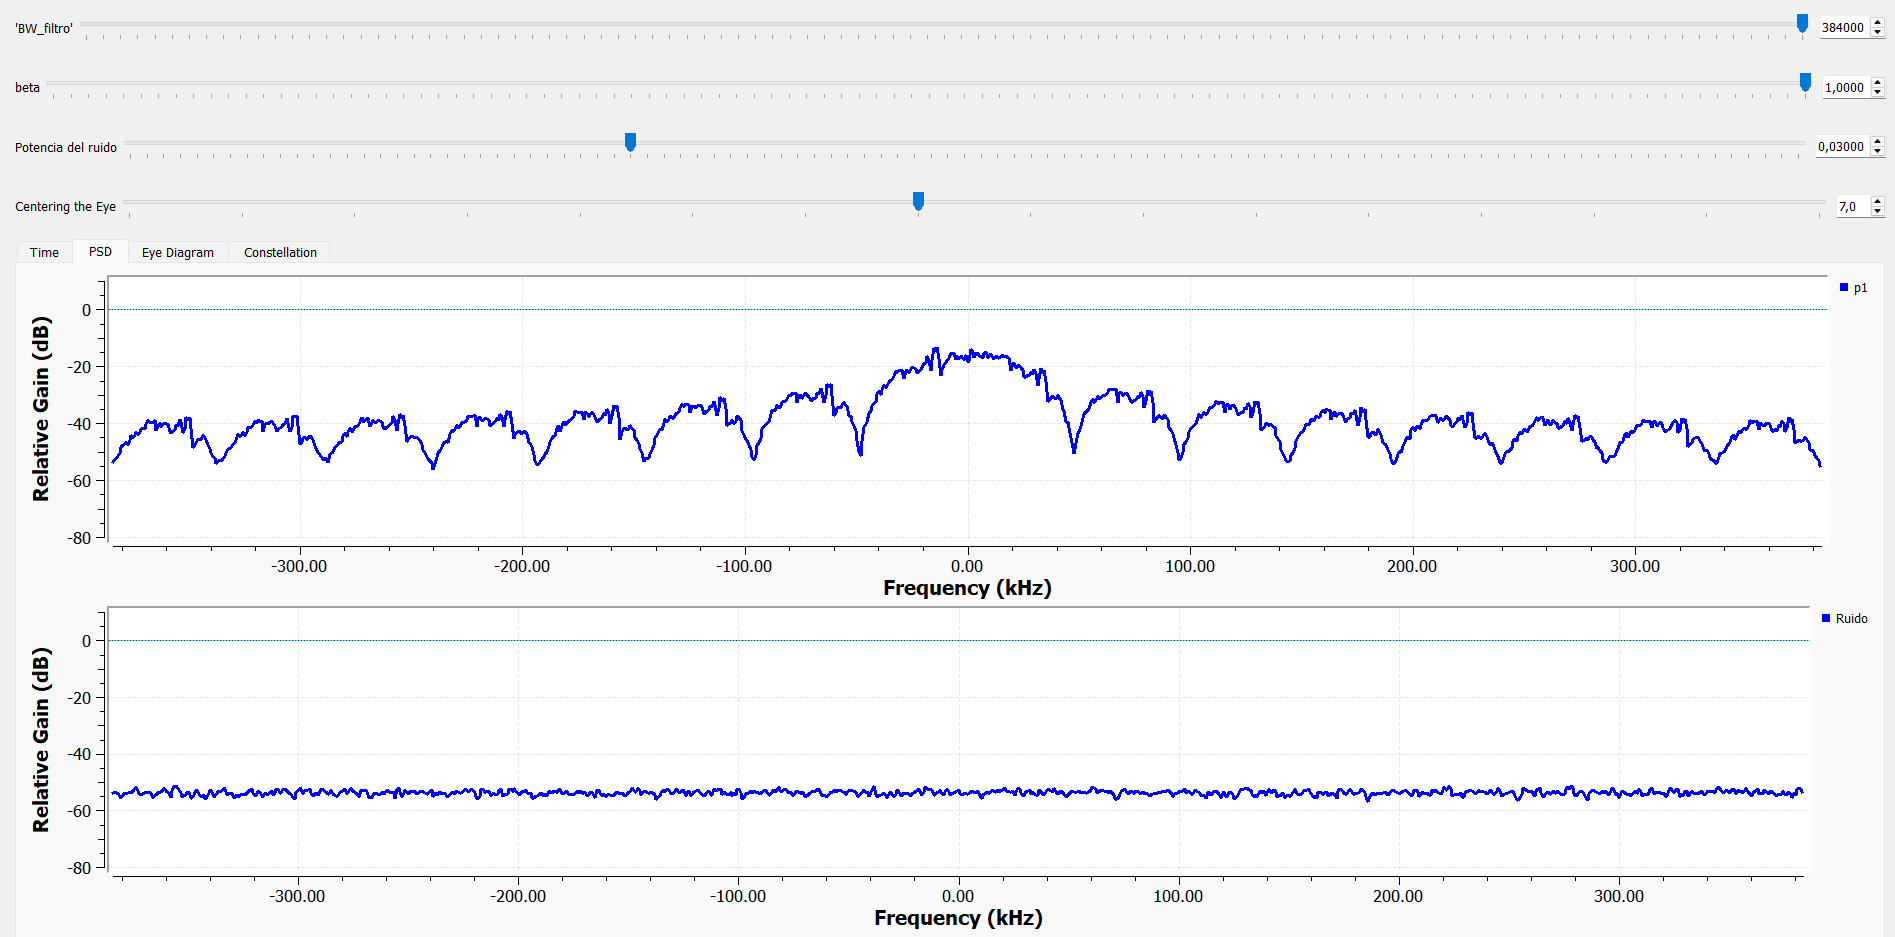 'BW_filtro' 384000
beta 1,0000
Potencia del ruido 0,03000
Centering the Eye 7,0
Time PSD Eye Diagram Constellation
p1
Relative Gain (dB)
0
-20
-40
-60
-80
-300.00 -200.00 -100.00 0.00 100.00 200.00 300.00
Frequency (kHz)
Ruido
Relative Gain (dB)
0
-20
-40
-60
-80
-300.00 -200.00 -100.00 0.00 100.00 200.00 300.00
Frequency (kHz)